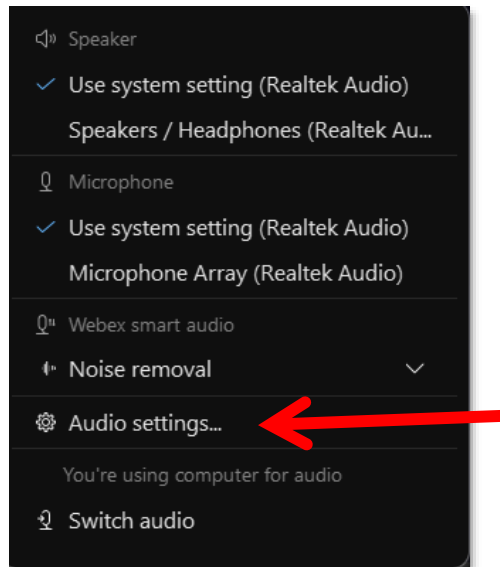 Speaker
Use system setting (Realtek Audio)
Speakers / Headphones (Realtek Au...
Microphone
Use system setting (Realtek Audio)
Microphone Array (Realtek Audio)
Webex smart audio
Noise removal
Audio settings...
You're using computer for audio
Switch audio